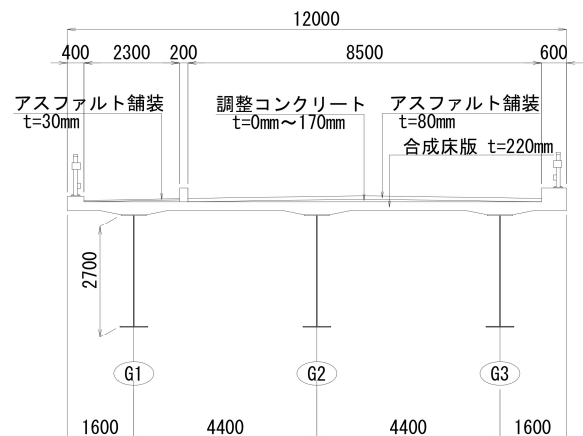 12000
400 2300 200 8500 600
アスファルト舗装 調整コンクリート アスファルト舗装
t=30mm t=0mm～170mm t=80mm
合成床版 t=220mm
2700
G1 G2 G3
1600 4400 4400 1600